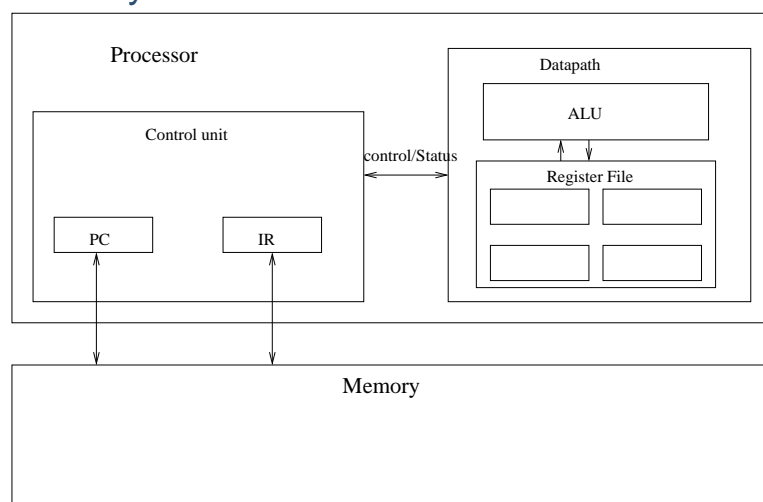 Processor
Datapath
ALU
Control unit
control/Status
Register File
PC
IR
Memory